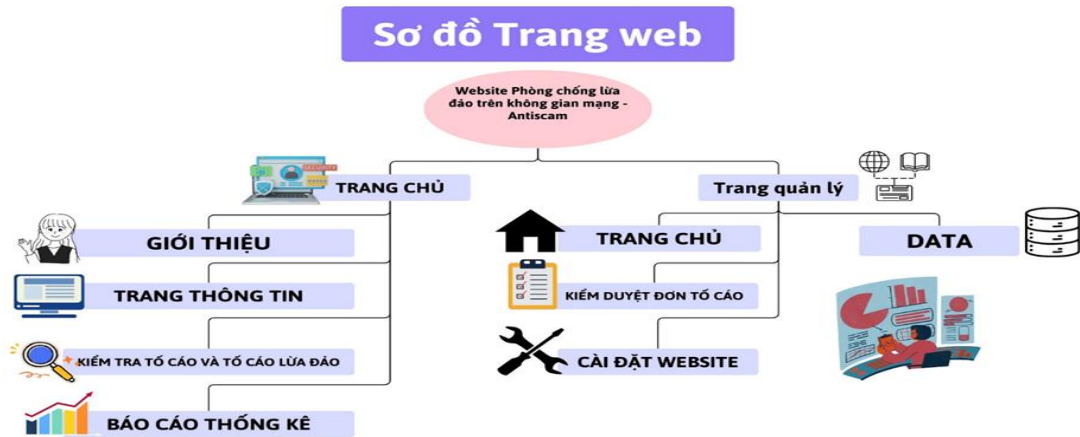 Sơ đồ Trang web
Website Phòng chống lừa
đảo trên không gian mạng -
Antiscam
TRANG CHỦ
Trang quản lý
GIỚI THIỆU
TRANG CHỦ
DATA
TRANG THÔNG TIN
KIỂM DUYỆT ĐƠN TỐ CÁO
KIỂM TRA TỐ CÁO VÀ TỐ CÁO LỪA ĐẢO
CÀI ĐẶT WEBSITE
BÁO CÁO THỐNG KÊ